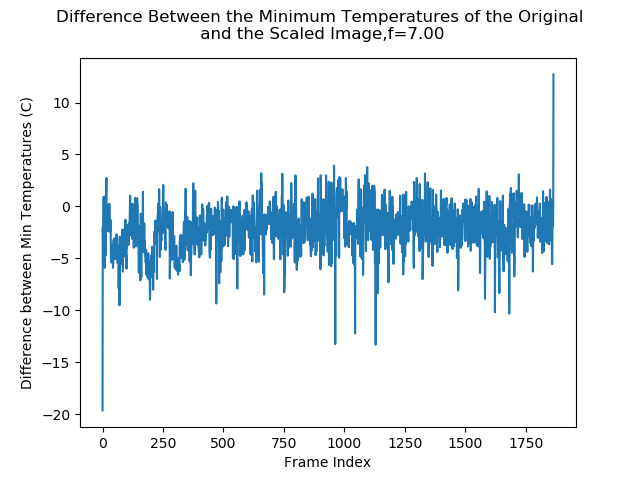 Difference Between the Minimum Temperatures of the Original
and the Scaled Image,f=7.00
Difference between Min Temperatures (C)
10
5
0
−5
−10
−15
−20
0 250 500 750 1000 1250 1500 1750
Frame Index